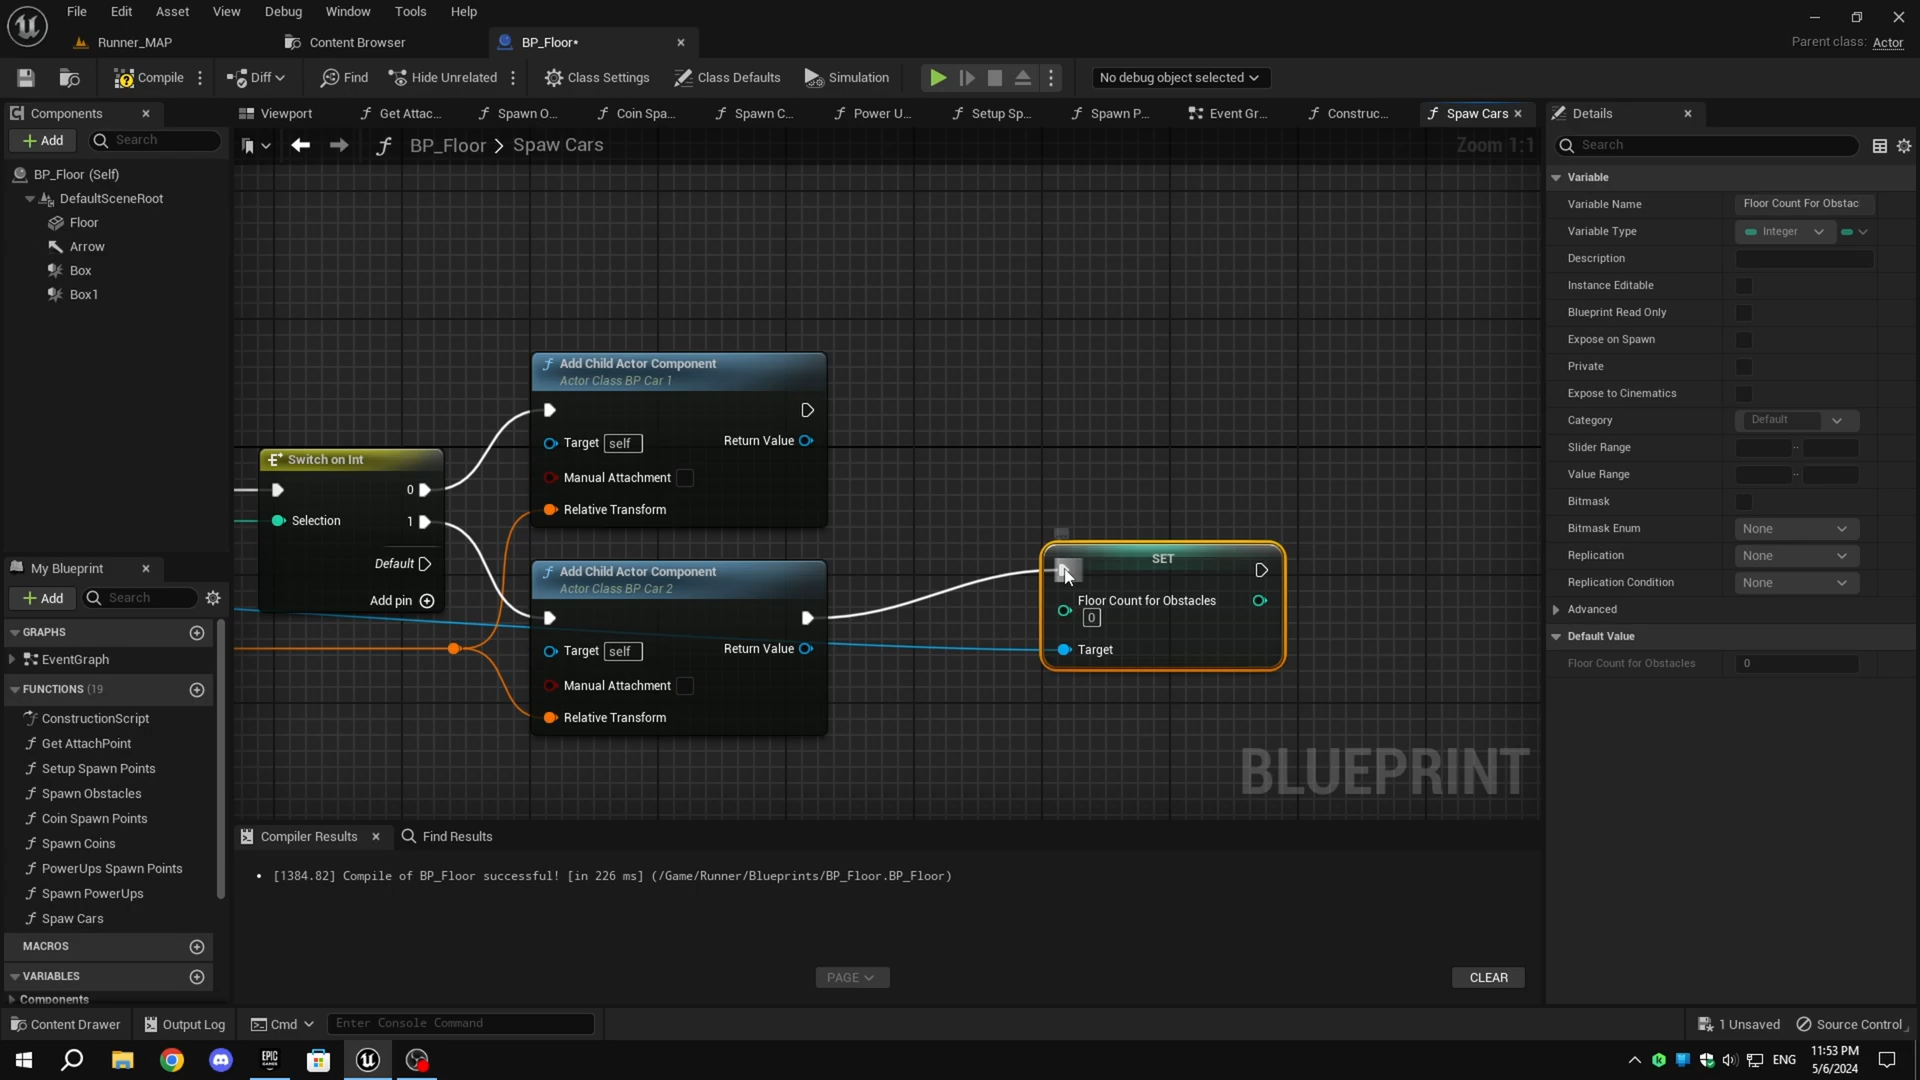 File Edit Asset View Debug Window Tools Help
Runner_MAP
Content Browser
BP_Floor*
Parent class: Actor
Compile
Diff
Find
Hide Unrelated
Class Settings
Class Defaults
Simulation
No debug object selected
Components
Viewport
Get Attac...
Spawn O...
Coin Spa...
Spawn C...
Power U...
Setup Sp...
Spawn P...
Event Gr...
Construc...
Spaw Cars
Details
Add
Search
BP_Floor > Spaw Cars
Zoom 1:1
Search
BP_Floor (Self)
DefaultSceneRoot
Floor
Arrow
Box
Box1
My Blueprint
Add
Search
GRAPHS
EventGraph
FUNCTIONS (19
ConstructionScript
Get AttachPoint
Setup Spawn Points
Spawn Obstacles
Coin Spawn Points
Spawn Coins
PowerUps Spawn Points
Spawn PowerUps
Spaw Cars
MACROS
VARIABLES
Components
Switch on Int
0
Selection
1
Default
Add pin
Add Child Actor Component
Actor Class BP Car 1
Target self
Return Value
Manual Attachment
Relative Transform
Add Child Actor Component
Actor Class BP Car 2
Target self
Return Value
Manual Attachment
Relative Transform
SET
Floor Count for Obstacles
0
Target
BLUEPRINT
Compiler Results
Find Results
• [1384.82] Compile of BP_Floor successful! [in 226 ms] (/Game/Runner/Blueprints/BP_Floor.BP_Floor)
PAGE
CLEAR
Variable
Variable Name Floor Count For Obstac
Variable Type Integer
Description
Instance Editable
Blueprint Read Only
Expose on Spawn
Private
Expose to Cinematics
Category Default
Slider Range
Value Range
Bitmask
Bitmask Enum None
Replication None
Replication Condition None
Advanced
Default Value
Floor Count for Obstacles 0
Content Drawer
Output Log
Cmd
Enter Console Command
1 Unsaved
Source Control
EPIC GAMES
ENG
11:53 PM
5/6/2024